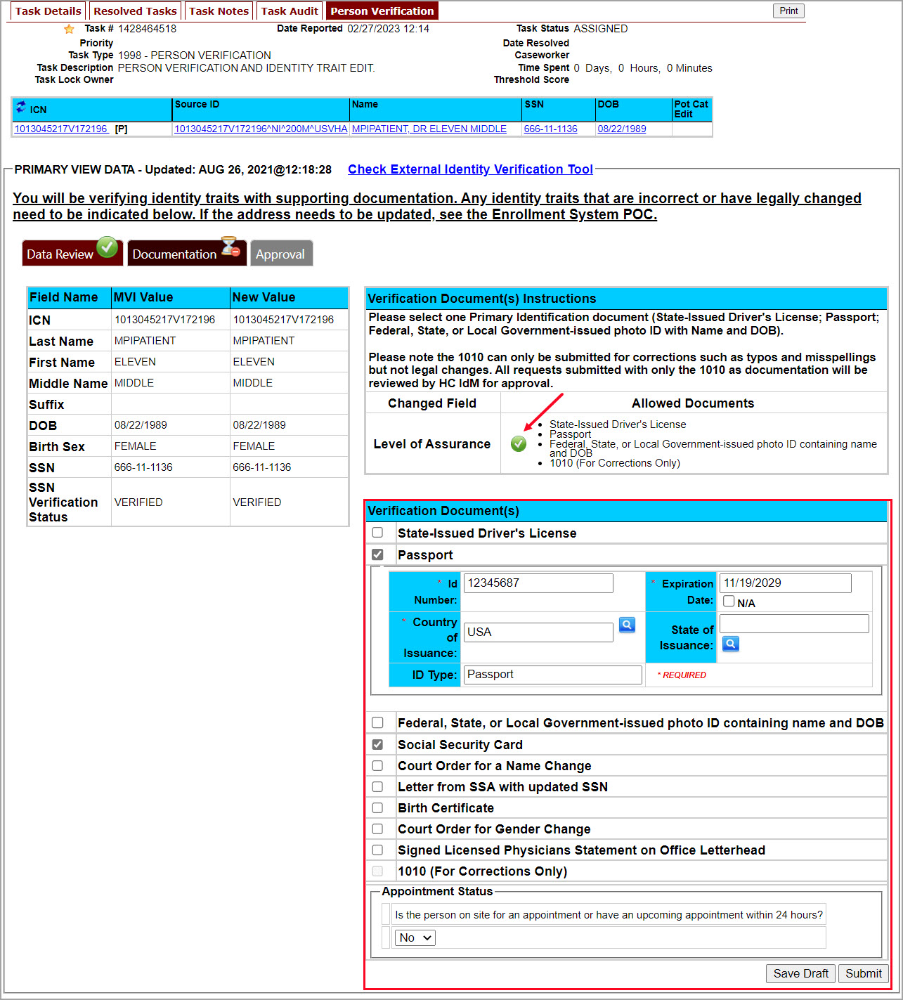 Task Details Resolved Tasks Task Notes Task Audit Person Verification Print
Task # 1428464518 Date Reported 02/27/2023 12:14 Task Status ASSIGNED
Priority Date Resolved
Task Type 1998 - PERSON VERIFICATION Caseworker
Task Description PERSON VERIFICATION AND IDENTITY TRAIT EDIT. Time Spent 0 Days, 0 Hours, 0 Minutes
Task Lock Owner Threshold Score
ICN Source ID Name SSN DOB Pot Cat
Edit
1013045217V172196 [P] 1013045217V172196^NI^200M^USVHA MPIPATIENT, DR ELEVEN MIDDLE 666-11-1136 08/22/1989
PRIMARY VIEW DATA - Updated: AUG 26, 2021@12:18:28 Check External Identity Verification Tool
You will be verifying identity traits with supporting documentation. Any identity traits that are incorrect or have legally changed
need to be indicated below. If the address needs to be updated, see the Enrollment System POC.
Data Review Documentation Approval
Field Name MVI Value New Value
ICN 1013045217V172196 1013045217V172196
Last Name MPIPATIENT MPIPATIENT
First Name ELEVEN ELEVEN
Middle Name MIDDLE MIDDLE
Suffix
DOB 08/22/1989 08/22/1989
Birth Sex FEMALE FEMALE
SSN 666-11-1136 666-11-1136
SSN
Verification
Status VERIFIED VERIFIED
Verification Document(s) Instructions
Please select one Primary Identification document (State-Issued Driver's License; Passport;
Federal, State, or Local Government-issued photo ID with Name and DOB).
Please note the 1010 can only be submitted for corrections such as typos and misspellings
but not legal changes. All requests submitted with only the 1010 as documentation will be
reviewed by HC IdM for approval.
Changed Field Allowed Documents
Level of Assurance
• State-Issued Driver's License
• Passport
• Federal, State, or Local Government-issued photo ID containing name
and DOB
• 1010 (For Corrections Only)
Verification Document(s)
State-Issued Driver's License
Passport
* Id
Number: 12345687
* Expiration
Date: 11/19/2029
N/A
* Country
of
Issuance: USA
State of
Issuance:
ID Type: Passport * REQUIRED
Federal, State, or Local Government-issued photo ID containing name and DOB
Social Security Card
Court Order for a Name Change
Letter from SSA with updated SSN
Birth Certificate
Court Order for Gender Change
Signed Licensed Physicians Statement on Office Letterhead
1010 (For Corrections Only)
Appointment Status
Is the person on site for an appointment or have an upcoming appointment within 24 hours?
No
Save Draft Submit